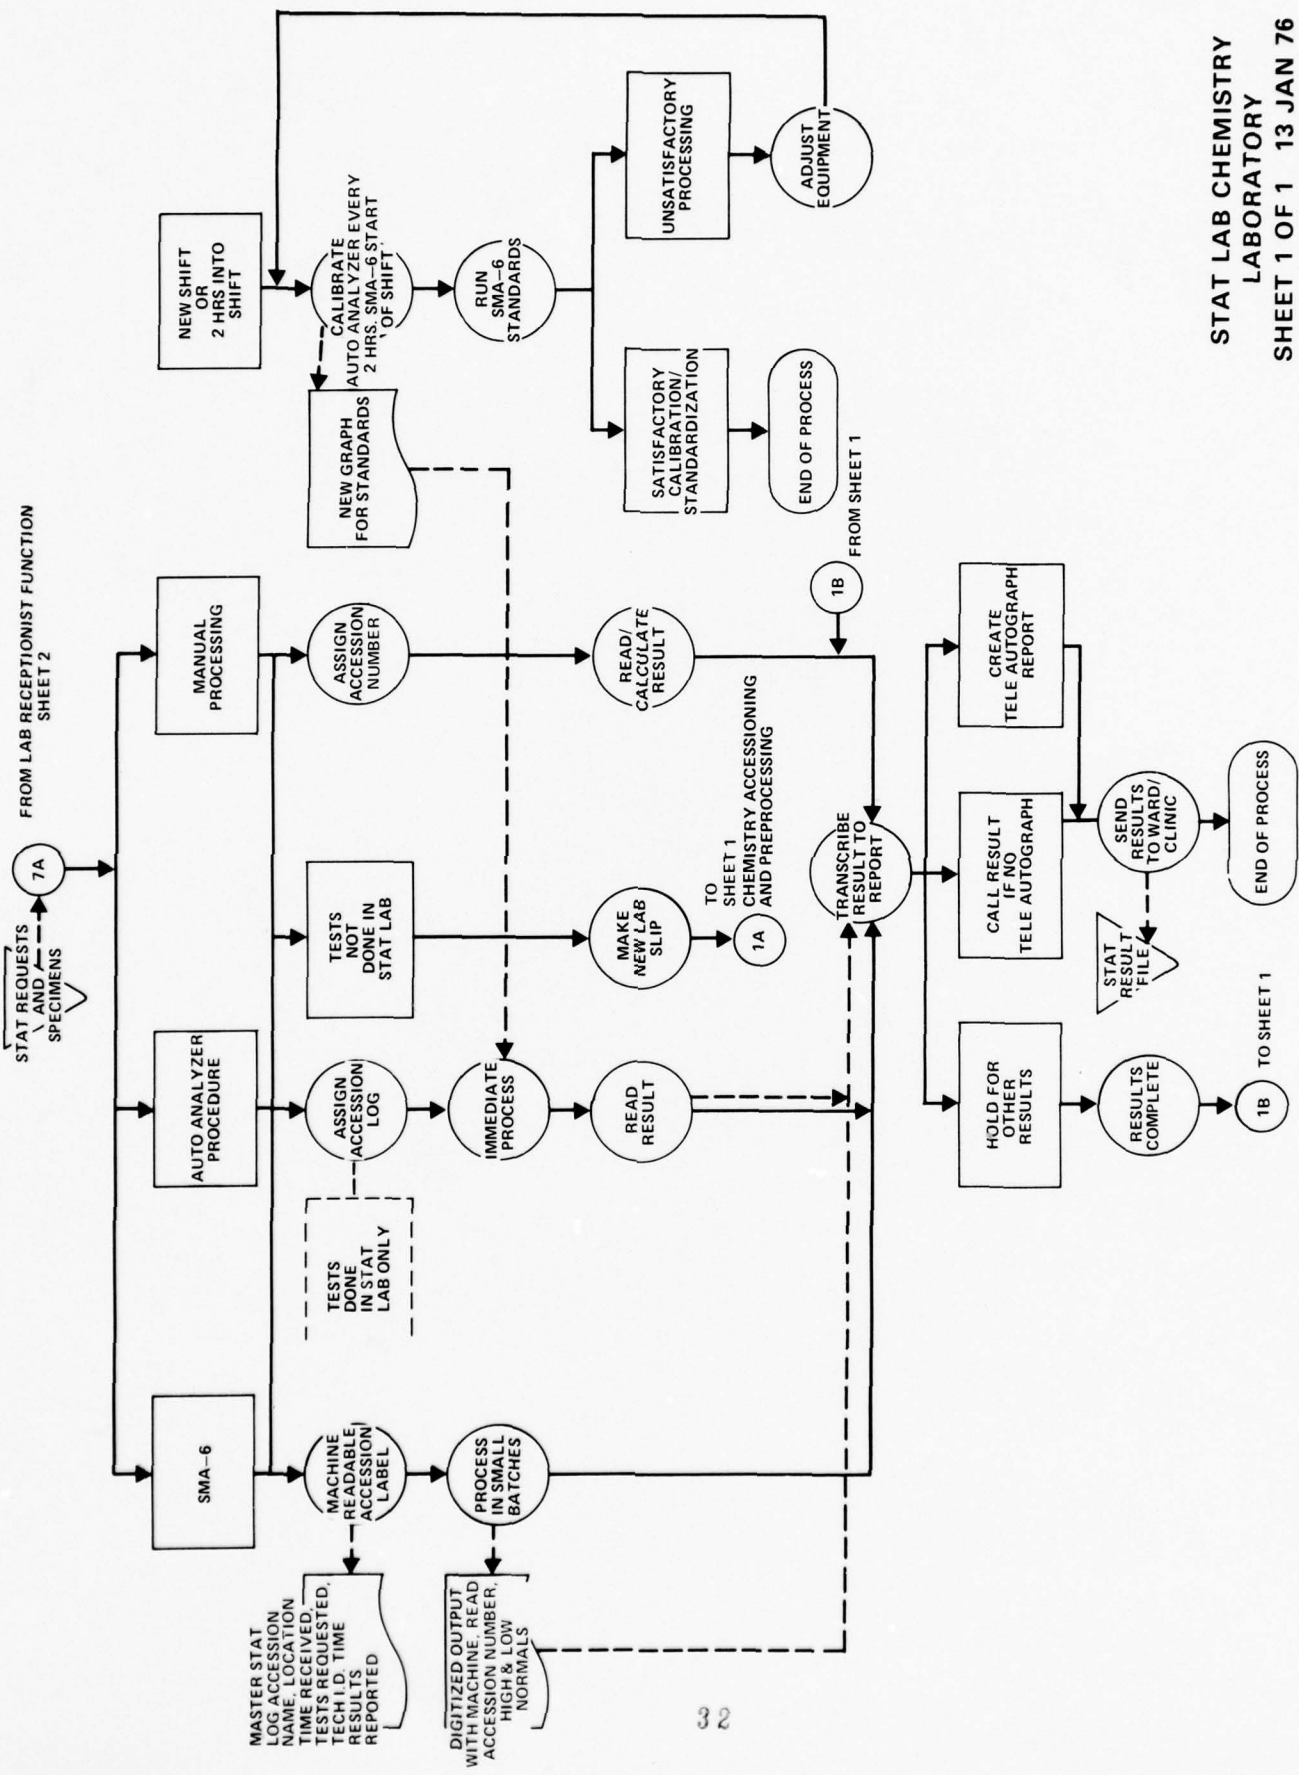 STAT REQUESTS
AND
SPECIMENS
7A
FROM LAB RECEPTIONIST FUNCTION
SHEET 2
SMA-6
AUTO ANALYZER
PROCEDURE
MANUAL
PROCESSING
NEW SHIFT
OR
2 HRS INTO
SHIFT
MASTER STAT
LOG ACCESSION
NAME, LOCATION
TIME RECEIVED,
TESTS REQUESTED,
TECH I.D. TIME
RESULTS
REPORTED
MACHINE
READABLE
ACCESSION
LABEL
TESTS
DONE
IN STAT
LAB ONLY
ASSIGN
ACCESSION
LOG
TESTS
NOT
DONE IN
STAT LAB
ASSIGN
ACCESSION
NUMBER
NEW GRAPH
FOR STANDARDS
CALIBRATE
AUTO ANALYZER EVERY
2 HRS. SMA-6 START
OF SHIFT
DIGITIZED OUTPUT
WITH MACHINE, READ
ACCESSION NUMBER,
HIGH & LOW
NORMALS
PROCESS
IN SMALL
BATCHES
IMMEDIATE
PROCESS
RUN
SMA-6
STANDARDS
READ
RESULT
MAKE
NEW LAB
SLIP
READ/
CALCULATE
RESULT
SATISFACTORY
CALIBRATION/
STANDARDIZATION
UNSATISFACTORY
PROCESSING
1A
TO
SHEET 1
CHEMISTRY ACCESSIONING
AND PREPROCESSING
END OF PROCESS
ADJUST
EQUIPMENT
1B
FROM SHEET 1
TRANSCRIBE
RESULT TO
REPORT
HOLD FOR
OTHER
RESULTS
CALL RESULT
IF NO
TELE AUTOGRAPH
CREATE
TELE AUTOGRAPH
REPORT
RESULTS
COMPLETE
STAT
RESULT
FILE
SEND
RESULTS
TO WARD/
CLINIC
1B
TO SHEET 1
END OF PROCESS
STAT LAB CHEMISTRY
LABORATORY
SHEET 1 OF 1 13 JAN 76
32